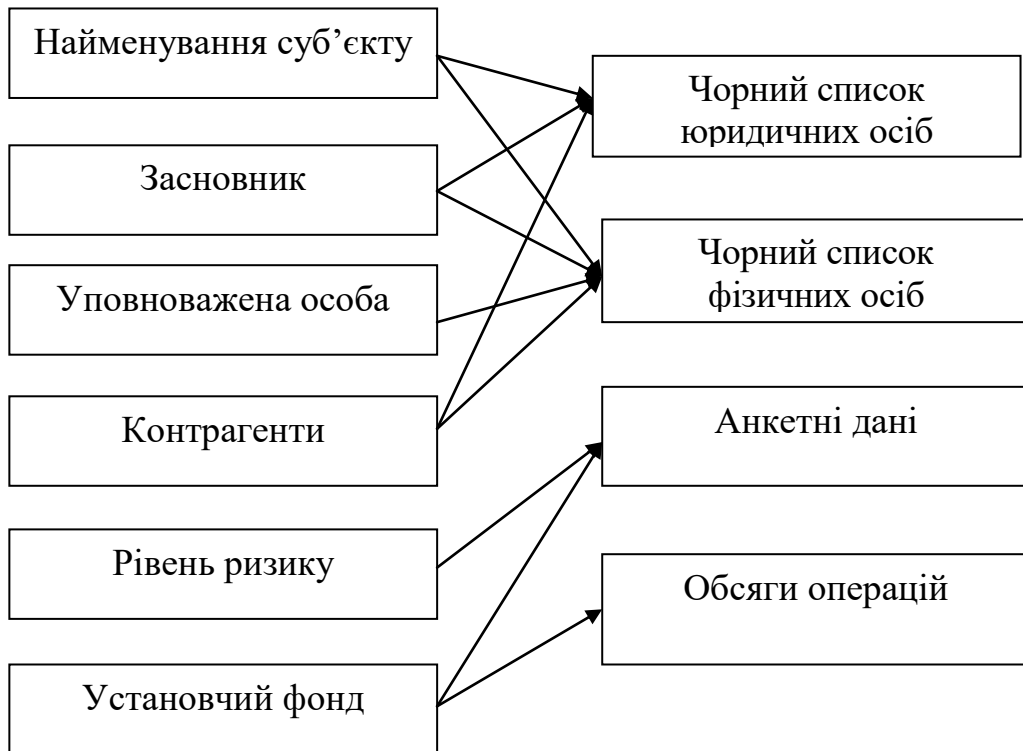 Найменування суб’єкту
Засновник
Уповноважена особа
Контрагенти
Рівень ризику
Установчий фонд
Чорний список
юридичних осіб
Чорний список
фізичних осіб
Анкетні дані
Обсяги операцій